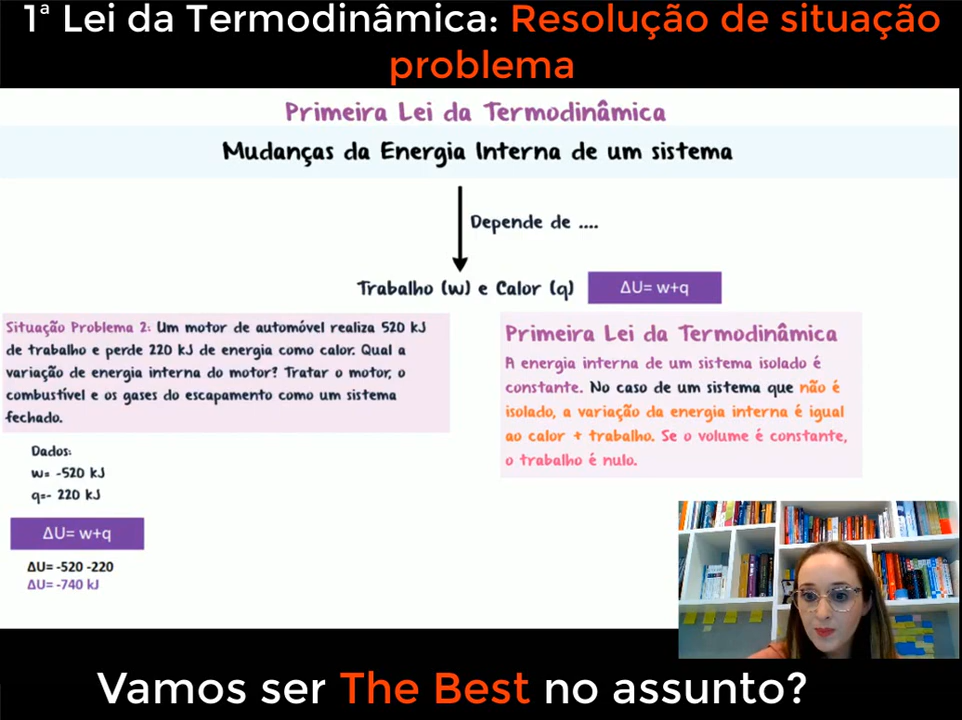 1ª Lei da Termodinâmica: Resolução de situação
problema
Primeira Lei da Termodinâmica
Mudanças da Energia Interna de um sistema
Depende de ....
Trabalho (w) e Calor (q)
ΔU= w+q
Situação Problema 2: Um motor de automóvel realiza 520 kJ
de trabalho e perde 220 kJ de energia como calor. Qual a
variação de energia interna do motor? Tratar o motor, o
combustível e os gases do escapamento como um sistema
fechado.
Dados:
w= -520 kJ
q=- 220 kJ
ΔU= w+q
ΔU= -520 -220
ΔU= -740 kJ
Primeira Lei da Termodinâmica
A energia interna de um sistema isolado é
constante. No caso de um sistema que não é
isolado, a variação da energia interna é igual
ao calor + trabalho. Se o volume é constante,
o trabalho é nulo.
Vamos ser The Best no assunto?